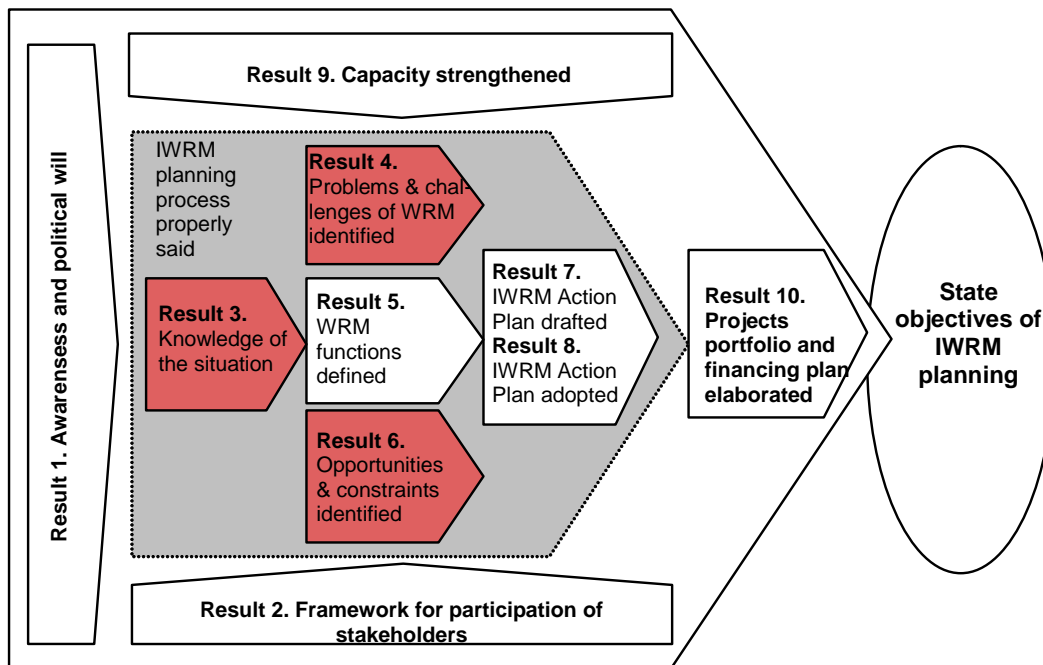 Result 1. Awarensess and political will
Result 9. Capacity strengthened
IWRM
planning
process
properly
said
Result 4.
Problems & chal-
lenges of WRM
identified
Result 3.
Knowledge of
the situation
Result 5.
WRM
functions
defined
Result 6.
Opportunities
& constraints
identified
Result 7.
IWRM Action
Plan drafted
Result 8.
IWRM Action
Plan adopted
Result 10.
Projects
portfolio and
financing plan
elaborated
State
objectives of
IWRM
planning
Result 2. Framework for participation of
stakeholders